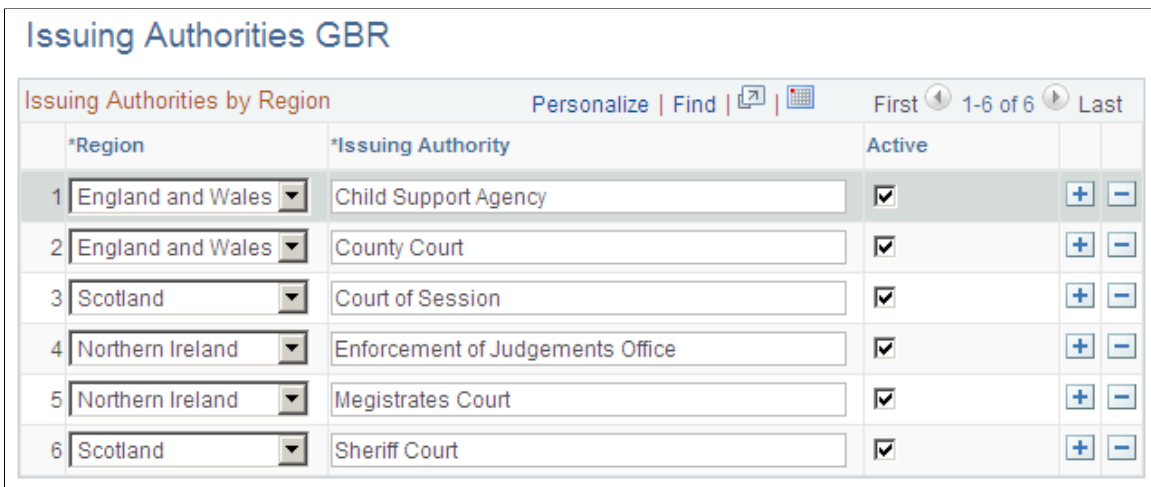 Issuing Authorities GBR
Issuing Authorities by Region Personalize | Find | | First 1-6 of 6 Last
*Region *Issuing Authority Active
1 England and Wales Child Support Agency
2 England and Wales County Court
3 Scotland Court of Session
4 Northern Ireland Enforcement of Judgements Office
5 Northern Ireland Megistrates Court
6 Scotland Sheriff Court